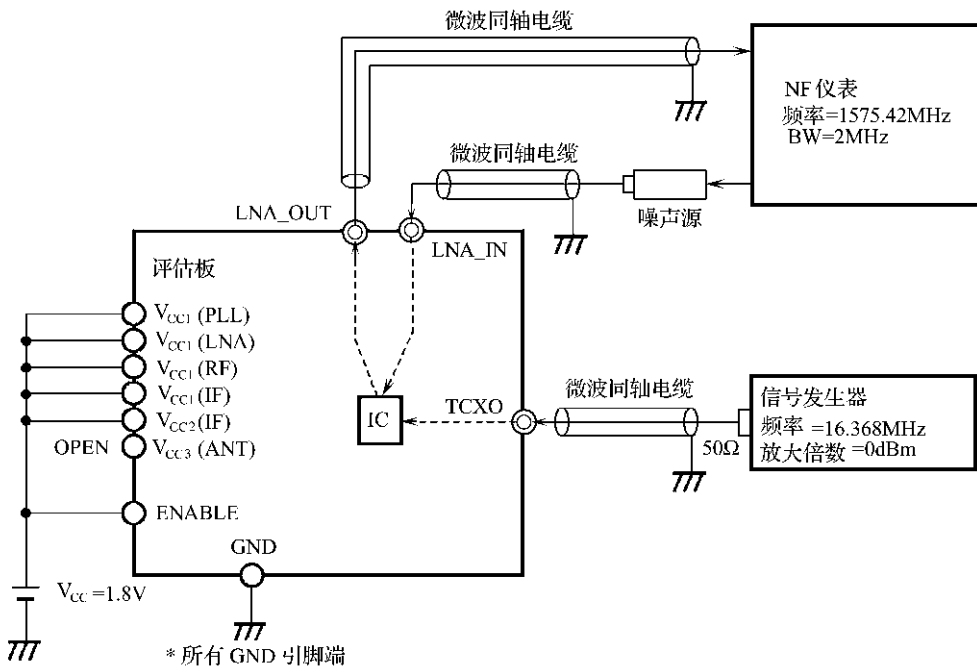 微波同轴电缆
NF 仪表
频率=1575.42MHz
BW=2MHz
微波同轴电缆
噪声源
LNA_OUT
LNA_IN
评估板
VCC1 (PLL)
VCC1 (LNA)
VCC1 (RF)
VCC1 (IF)
VCC2 (IF)
OPEN
VCC3 (ANT)
ENABLE
IC
TCXO
微波同轴电缆
50Ω
信号发生器
频率 =16.368MHz
放大倍数 =0dBm
GND
VCC =1.8V
* 所有 GND 引脚端